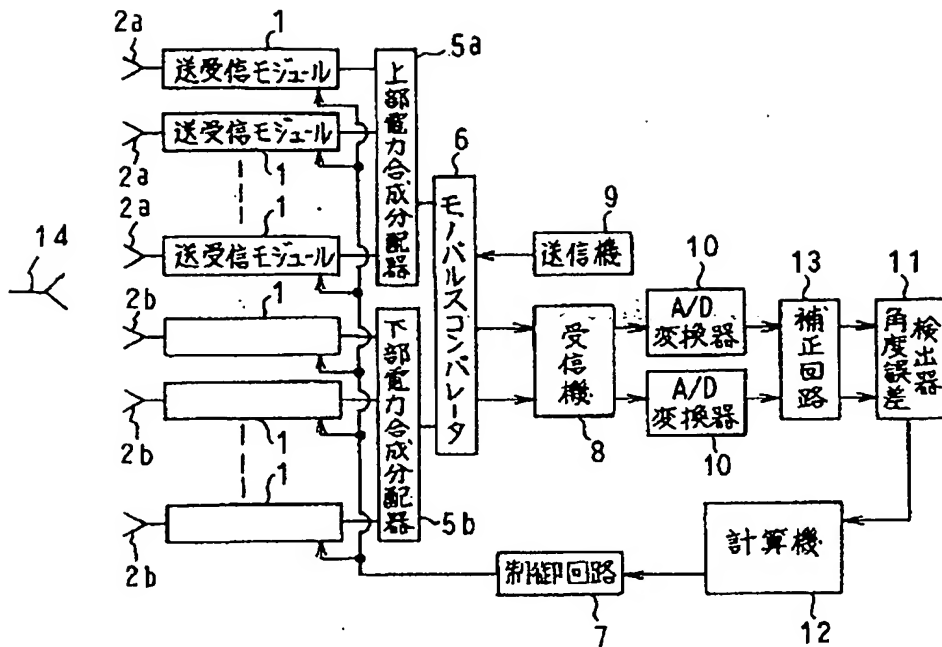 2a
1
送受信モジュール
5a
上部電力合成分配器
2a
送受信モジュール
1
6
モノパルスコンパレータ
14
2a
1
送受信モジュール
9
送信機
10
A/D
変換器
13
補正回路
11
角度誤差
検出器
2b
1
下部電力合成分配器
受信機
8
A/D
変換器
10
2b
1
1
2b
5b
制御回路
7
計算機
12